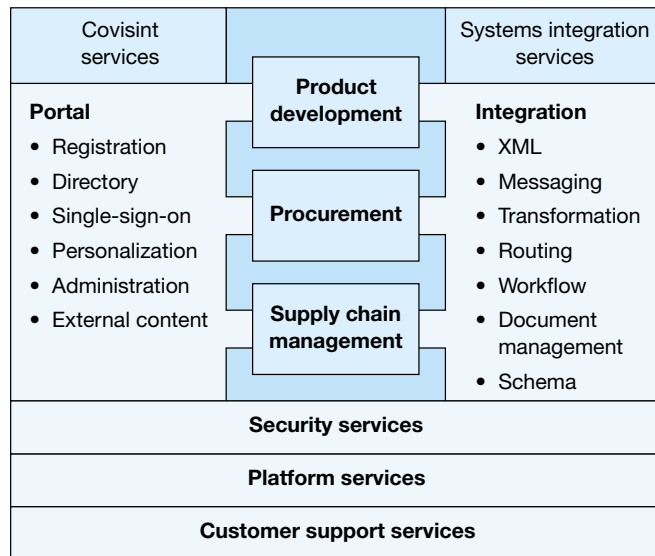 Covisint
services
Systems integration
services
Product
development
Procurement
Supply chain
management
Portal
• Registration
• Directory
• Single-sign-on
• Personalization
• Administration
• External content
Integration
• XML
• Messaging
• Transformation
• Routing
• Workflow
• Document
management
• Schema
Security services
Platform services
Customer support services